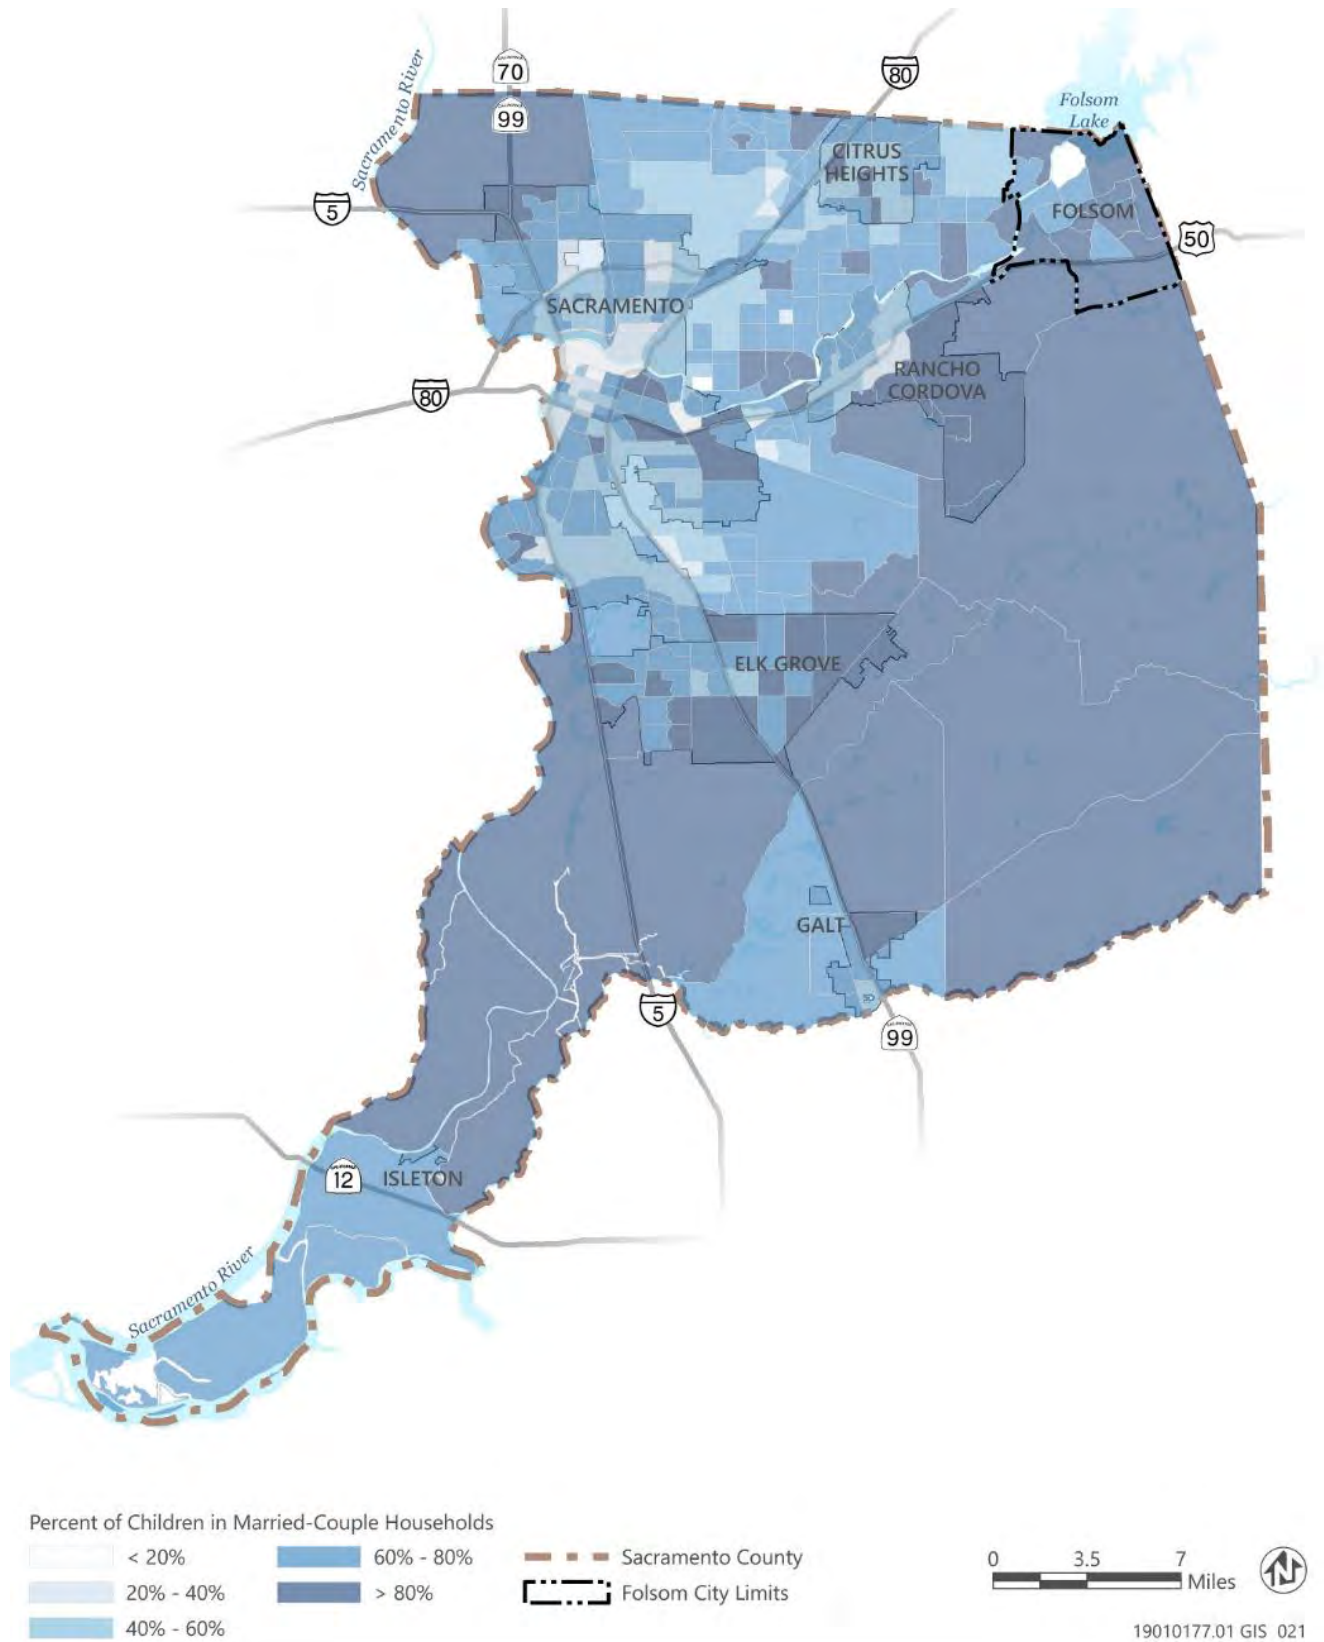 Sacramento River
70
99
80
Folsom
Lake
CITRUS
HEIGHTS
5
FOLSOM
50
SACRAMENTO
80
RANCHO
CORDOVA
ELK GROVE
GALT
5
99
12
ISLETON
Sacramento River
Percent of Children in Married-Couple Households
< 20%
20% - 40%
40% - 60%
60% - 80%
> 80%
Sacramento County
Folsom City Limits
0 3.5 7
Miles
N
19010177.01 GIS 021